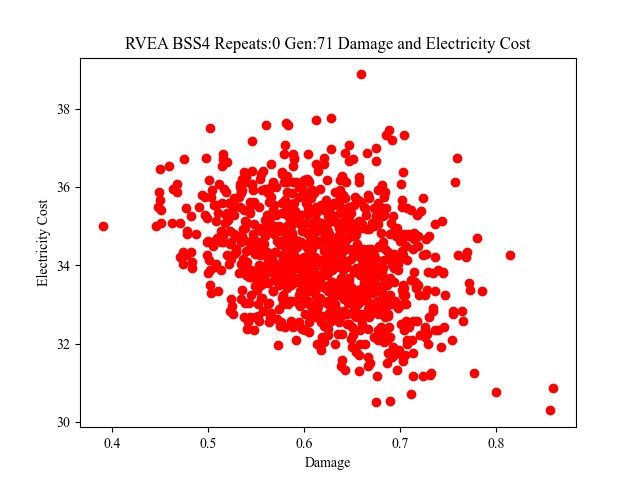 RVEA BSS4 Repeats:0 Gen:71 Damage and Electricity Cost
38
36
34
32
30
Electricity Cost
0.4 0.5 0.6 0.7 0.8
Damage